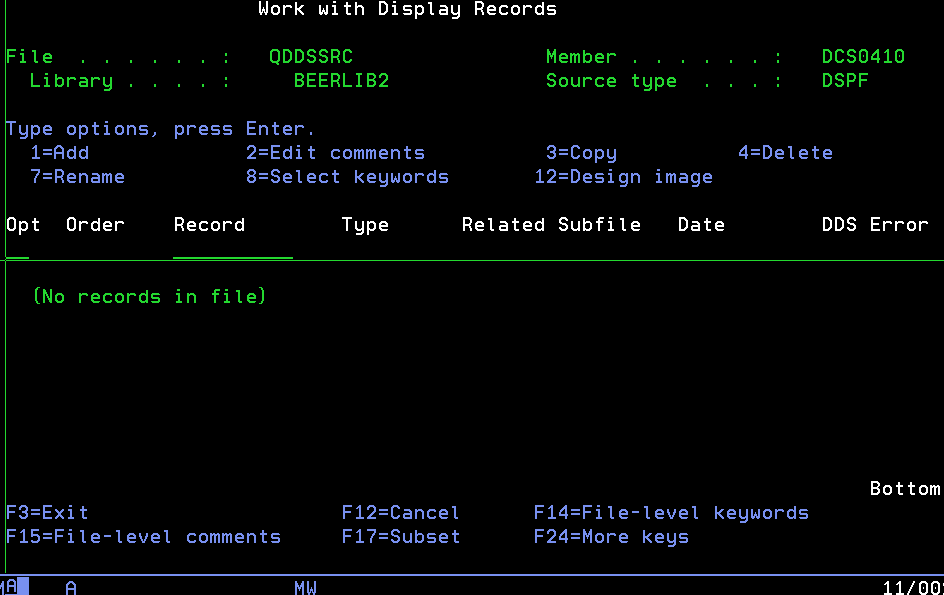 Work with Display Records
File . . . . . . : QDDSSRC Member . . . . . . : DCS0410
Library . . . . : BEERLIB2 Source type . . . : DSPF
Type options, press Enter.
1=Add 2=Edit comments 3=Copy 4=Delete
7=Rename 8=Select keywords 12=Design image
Opt Order Record Type Related Subfile Date DDS Error
(No records in file)
Bottom
F3=Exit F12=Cancel F14=File-level keywords
F15=File-level comments F17=Subset F24=More keys
MA A MW 11/00